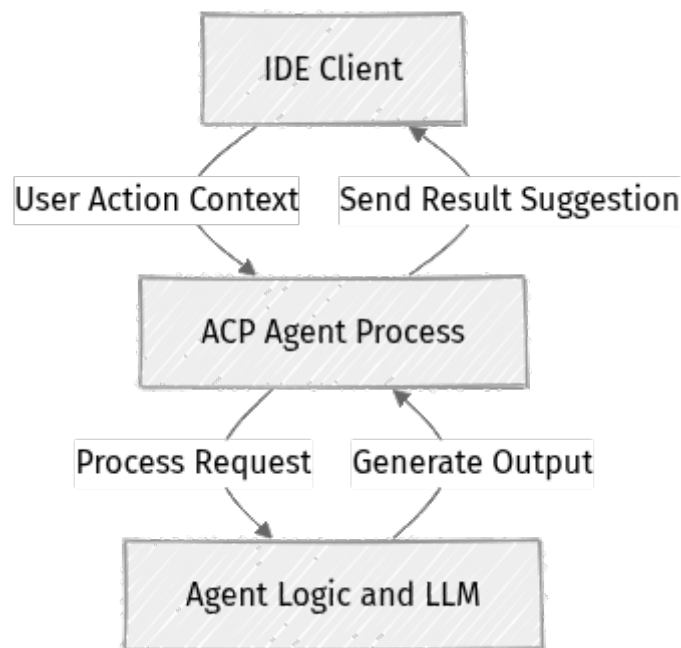 IDE Client
User Action Context
Send Result Suggestion
ACP Agent Process
Process Request
Generate Output
Agent Logic and LLM